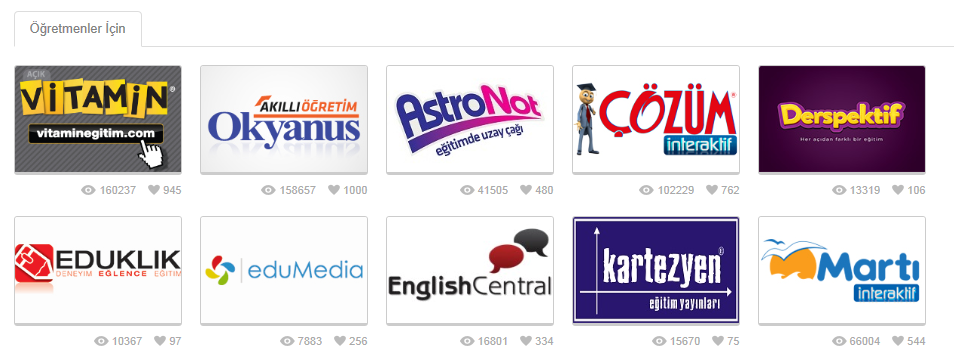 Öğretmenler İçin
AÇIK
VİTAMİN®
vitaminegitim.com
AKILLI ÖĞRETİM
Okyanus
AstroNot
eğitimde uzay çağı
ÇÖZÜM®
interaktif
Derspektif
Her açıdan farklı bir eğitim
160237 945
158657 1000
41505 480
102229 762
13319 106
EDUKLIK
DENEYİM EĞLENCE EĞİTİM
eduMedia
EnglishCentral
kartezyen®
eğitim yayınları
Martı
interaktif
10367 97
7883 256
16801 334
15670 75
66004 544